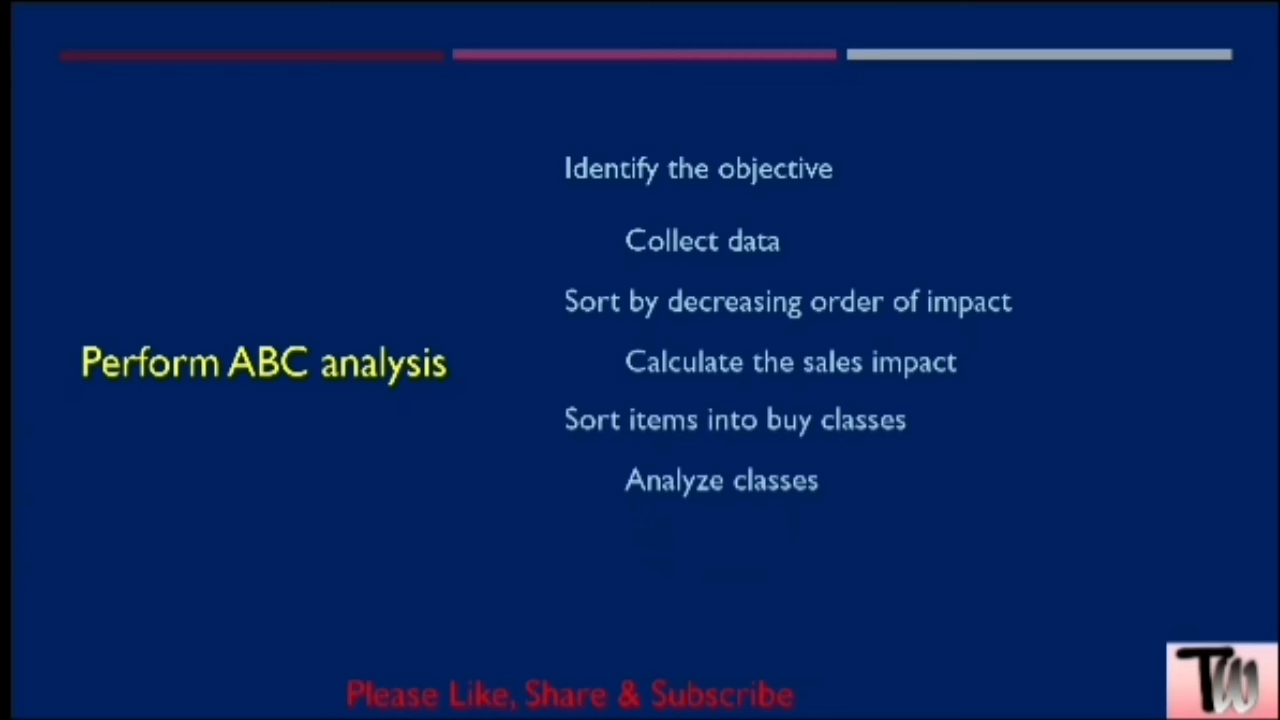 Identify the objective
Collect data
Sort by decreasing order of impact
Perform ABC analysis
Calculate the sales impact
Sort items into buy classes
Analyze classes
Please Like, Share & Subscribe
TW